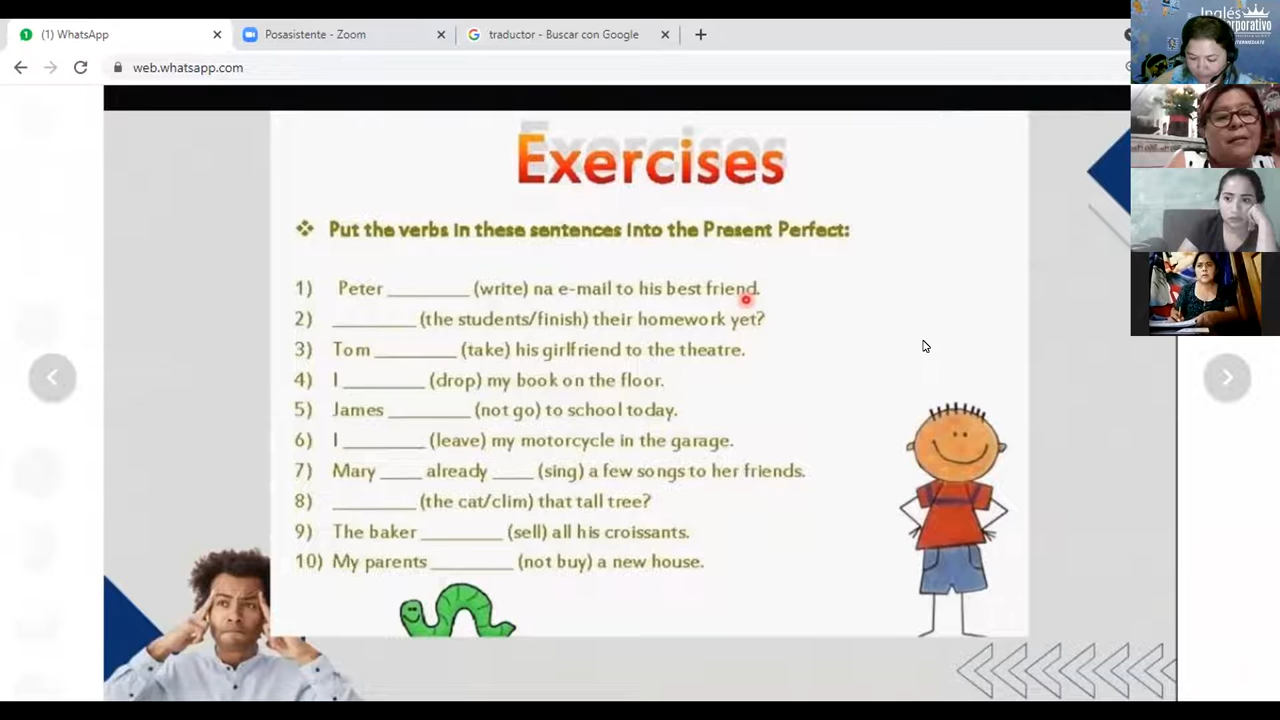 (1) WhatsApp
Posasistente - Zoom
traductor - Buscar con Google
web.whatsapp.com
Inglés
orporativo
INTERMEDIATE
Exercises
Put the verbs in these sentences into the Present Perfect:
1) Peter ________ (write) na e-mail to his best friend.
2) ________ (the students/finish) their homework yet?
3) Tom ________ (take) his girlfriend to the theatre.
4) I ________ (drop) my book on the floor.
5) James ________ (not go) to school today.
6) I ________ (leave) my motorcycle in the garage.
7) Mary ____ already ____ (sing) a few songs to her friends.
8) ________ (the cat/clim) that tall tree?
9) The baker ________ (sell) all his croissants.
10) My parents ________ (not buy) a new house.